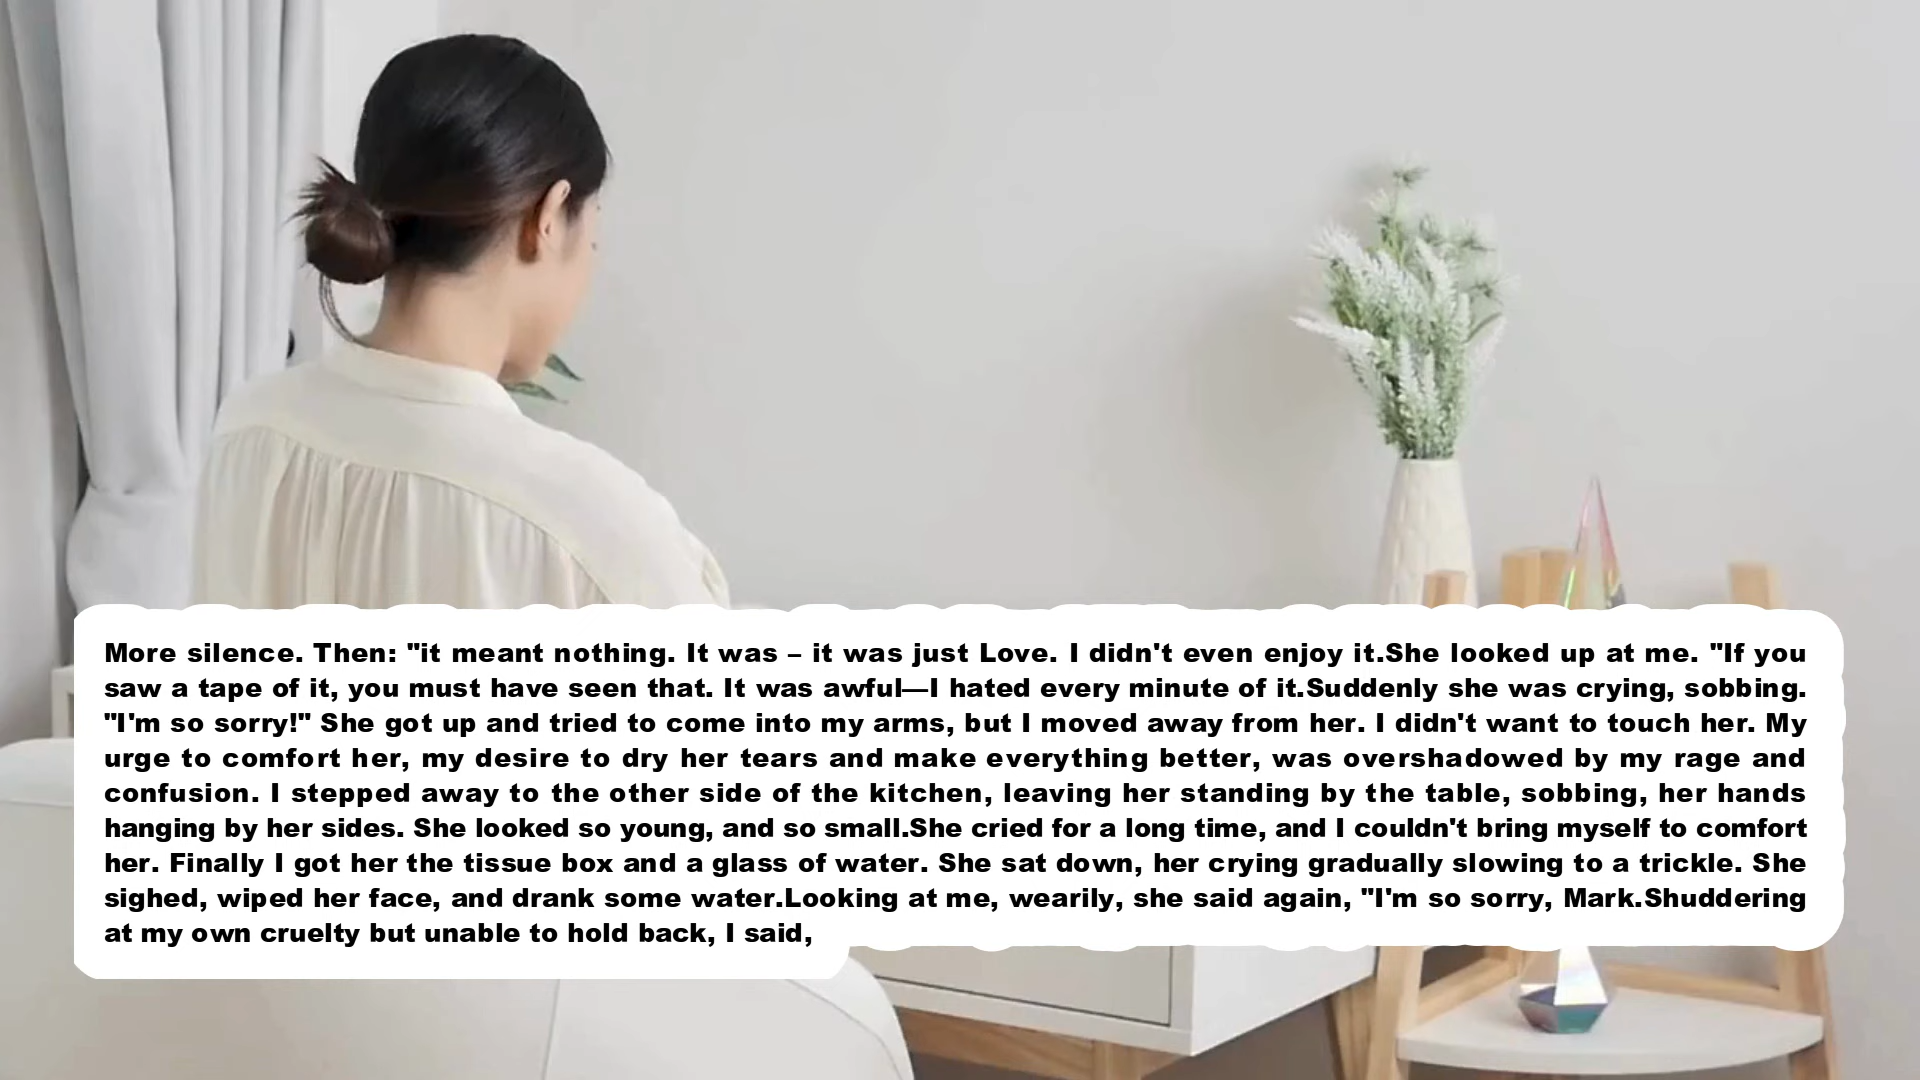 More silence. Then: "it meant nothing. It was – it was just Love. I didn't even enjoy it.She looked up at me. "If you
saw a tape of it, you must have seen that. It was awful—I hated every minute of it.Suddenly she was crying, sobbing.
"I'm so sorry!" She got up and tried to come into my arms, but I moved away from her. I didn't want to touch her. My
urge to comfort her, my desire to dry her tears and make everything better, was overshadowed by my rage and
confusion. I stepped away to the other side of the kitchen, leaving her standing by the table, sobbing, her hands
hanging by her sides. She looked so young, and so small.She cried for a long time, and I couldn't bring myself to comfort
her. Finally I got her the tissue box and a glass of water. She sat down, her crying gradually slowing to a trickle. She
sighed, wiped her face, and drank some water.Looking at me, wearily, she said again, "I'm so sorry, Mark.Shuddering
at my own cruelty but unable to hold back, I said,